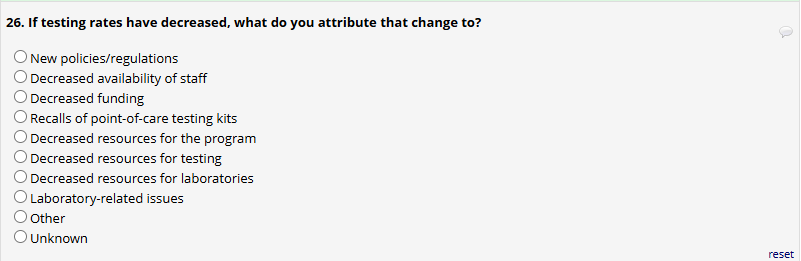 26. If testing rates have decreased, what do you attribute that change to?
New policies/regulations
Decreased availability of staff
Decreased funding
Recalls of point-of-care testing kits
Decreased resources for the program
Decreased resources for testing
Decreased resources for laboratories
Laboratory-related issues
Other
Unknown
reset